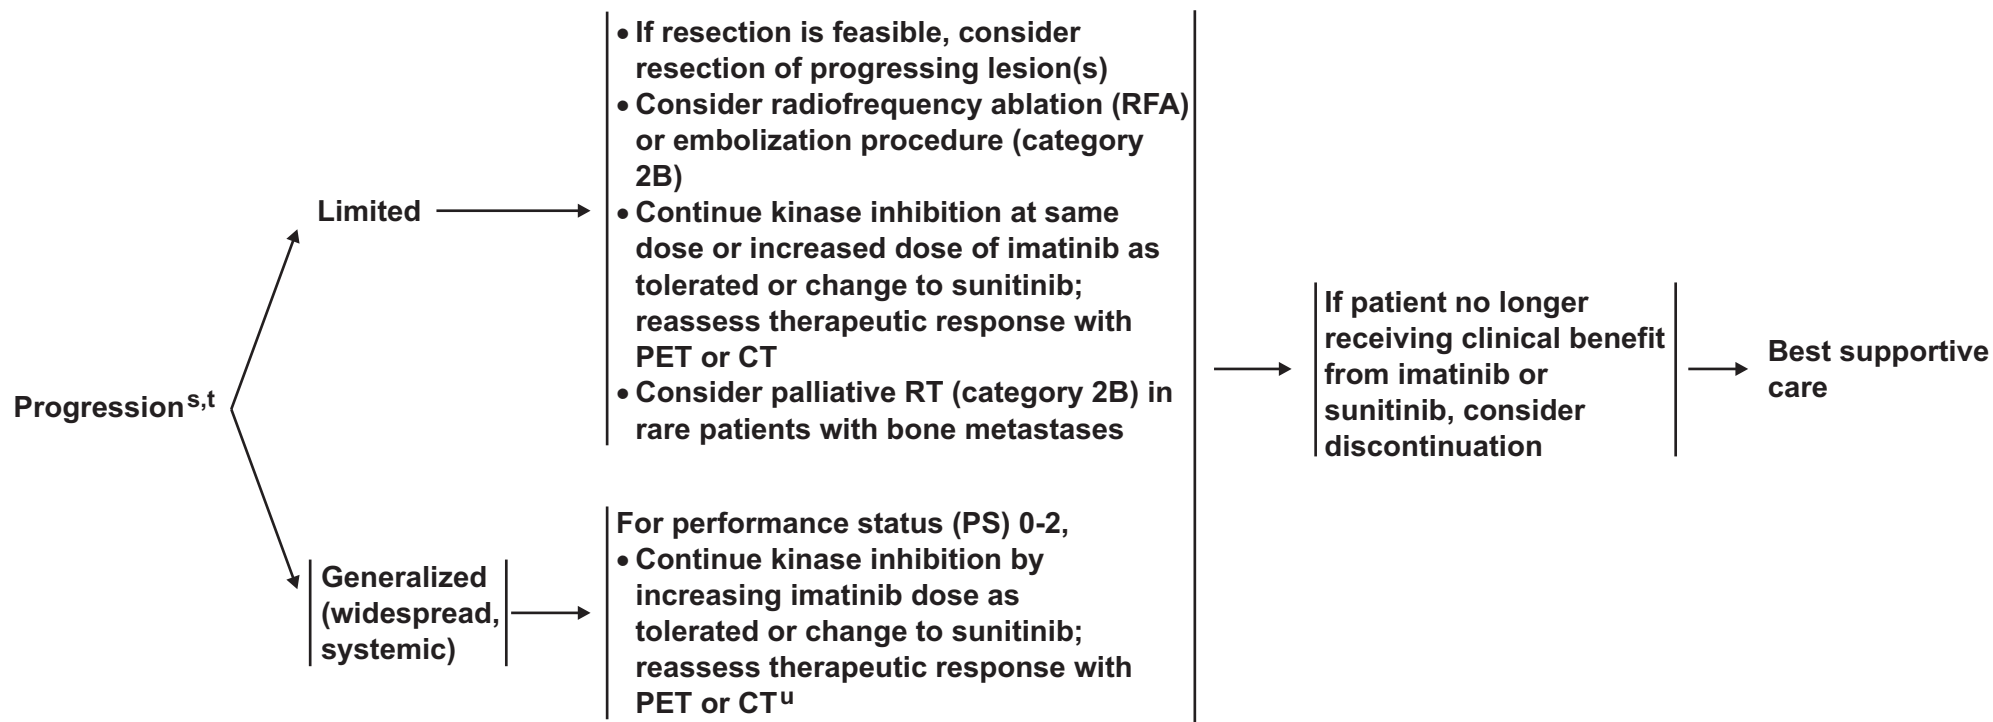 Progression s,t
Limited
• If resection is feasible, consider
resection of progressing lesion(s)
• Consider radiofrequency ablation (RFA)
or embolization procedure (category
2B)
• Continue kinase inhibition at same
dose or increased dose of imatinib as
tolerated or change to sunitinib;
reassess therapeutic response with
PET or CT
• Consider palliative RT (category 2B) in
rare patients with bone metastases
Generalized
(widespread,
systemic)
For performance status (PS) 0-2,
• Continue kinase inhibition by
increasing imatinib dose as
tolerated or change to sunitinib;
reassess therapeutic response with
PET or CT u
If patient no longer
receiving clinical benefit
from imatinib or
sunitinib, consider
discontinuation
Best supportive
care